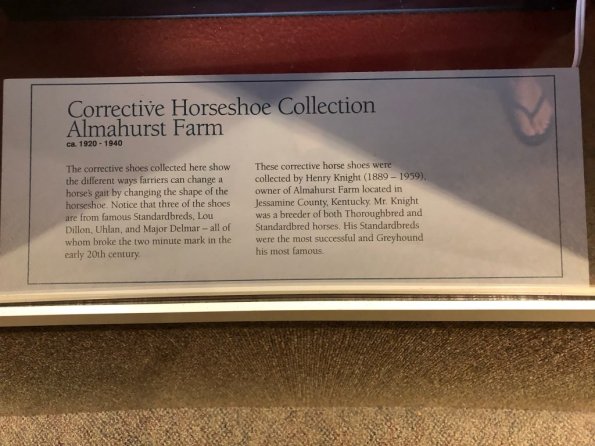 Corrective Horseshoe Collection
Almahurst Farm
ca. 1920 - 1940
The corrective shoes collected here show
the different ways farriers can change a
horse's gait by changing the shape of the
horseshoe. Notice that three of the shoes
are from famous Standardbreds, Lou
Dillon, Uhlan, and Major Delmar – all of
whom broke the two minute mark in the
early 20th century.
These corrective horse shoes were
collected by Henry Knight (1889 – 1959),
owner of Almahurst Farm located in
Jessamine County, Kentucky. Mr. Knight
was a breeder of both Thoroughbred and
Standardbred horses. His Standardbreds
were the most successful and Greyhound
his most famous.